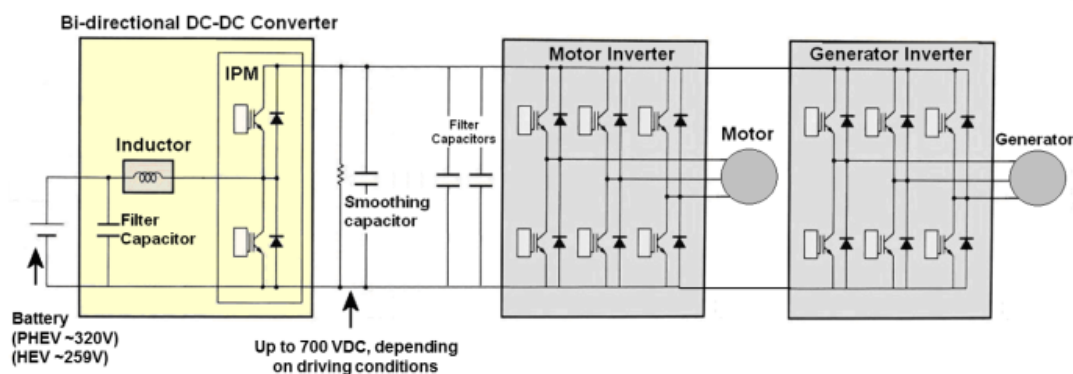 Bi-directional DC-DC Converter
IPM
Inductor
Filter
Capacitor
Battery
(PHEV ~320V)
(HEV ~259V)
Smoothing
capacitor
Up to 700 VDC, depending
on driving conditions
Filter
Capacitors
Motor Inverter
Motor
Generator Inverter
Generator